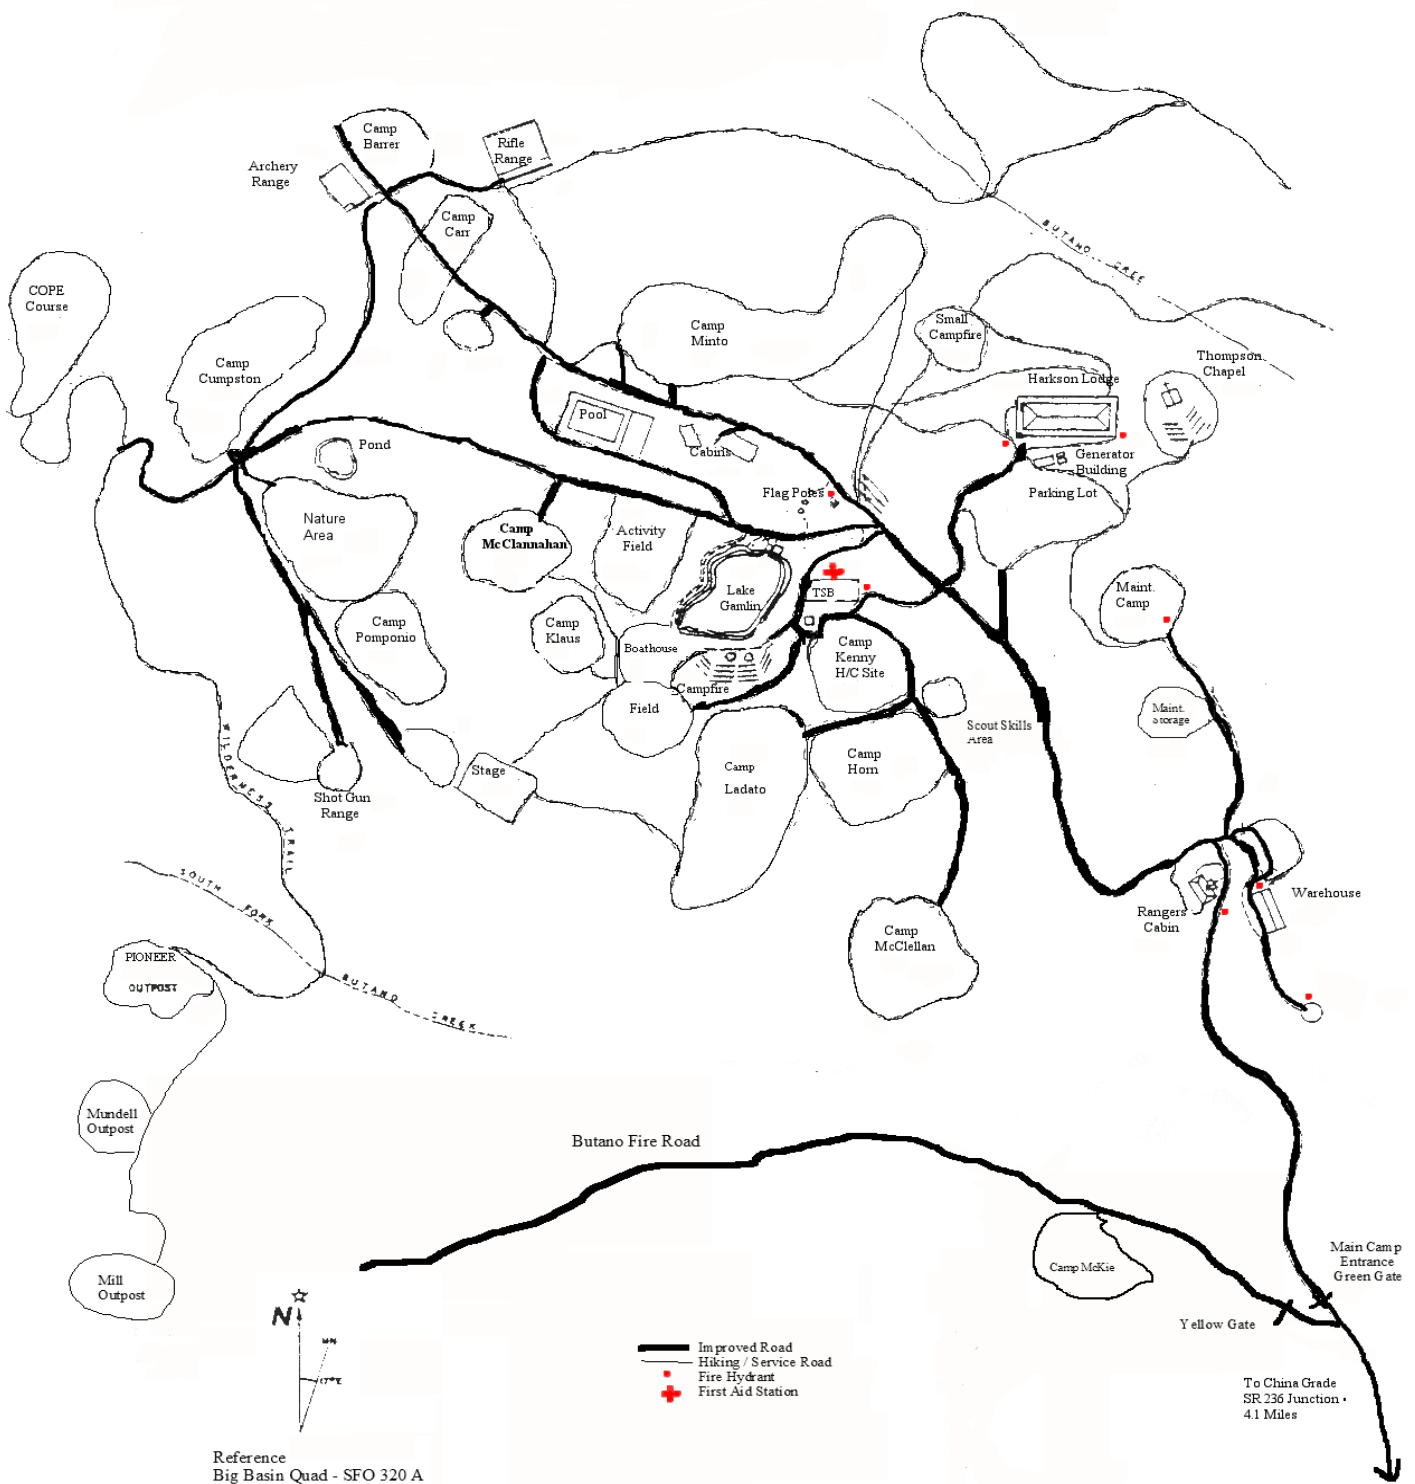 Camp
Barrer
Rifle
Range
Archery
Range
Camp
Carr
BUTANO CREE
COPE
Course
Camp
Minto
Small
Campfire
Thompson
Chapel
Camp
Cumpston
Harkson Lodge
Pool
Pond
Cabins
Generator
Building
Flag Poles
Parking Lot
Nature
Area
Camp
McClannahan
Activity
Field
Lake
Gamlin
TSB
Maint.
Camp
Camp
Pomponio
Camp
Klaus
Boathouse
Camp
Kenny
H/C Site
Campfire
Field
Maint.
Storage
Scout Skills
Area
WILDERNESS TRAIL
Stage
Camp
Ladato
Camp
Horn
Shot Gun
Range
SOUTH FORK BUTANO CREEK
Rangers
Cabin
Warehouse
Camp
McClellan
PIONEER
OUTPOST
Mundell
Outpost
Butano Fire Road
Mill
Outpost
Camp McKie
Main Camp
Entrance
Green Gate
Yellow Gate
N
MN
17°E
Improved Road
Hiking / Service Road
Fire Hydrant
First Aid Station
To China Grade
SR 236 Junction -
4.1 Miles
Reference
Big Basin Quad - SFO 320 A